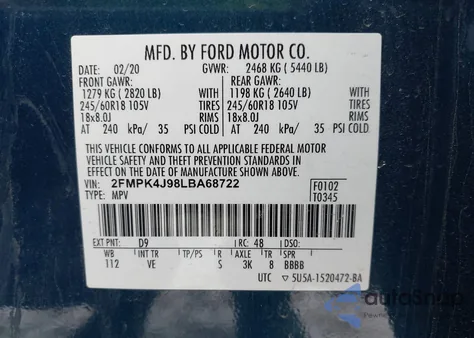 MFD. BY FORD MOTOR CO.
DATE: 02/20 GVWR: 2468 KG ( 5440 LB)
FRONT GAWR: REAR GAWR:
1279 KG ( 2820 LB) WITH 1198 KG ( 2640 LB) WITH
245/60R18 105V TIRES 245/60R18 105V TIRES
18x8.0J RIMS 18x8.0J RIMS
AT 240 kPa/ 35 PSI COLD AT 240 kPa/ 35 PSI COLD
THIS VEHICLE CONFORMS TO ALL APPLICABLE FEDERAL MOTOR
VEHICLE SAFETY AND THEFT PREVENTION STANDARDS IN
EFFECT ON THE DATE OF MANUFACTURE SHOWN ABOVE.
VIN: 2FMPK4J98LBA68722 F0102
TYPE: MPV T0345
EXT PNT: D9 RC: 48 DSO:
WB INT TR TP/PS R AXLE TR SPR
112 VE S 3K 8 BBBB
UTC ▽ 5U5A-1520472-BA
autoSnap
Powe